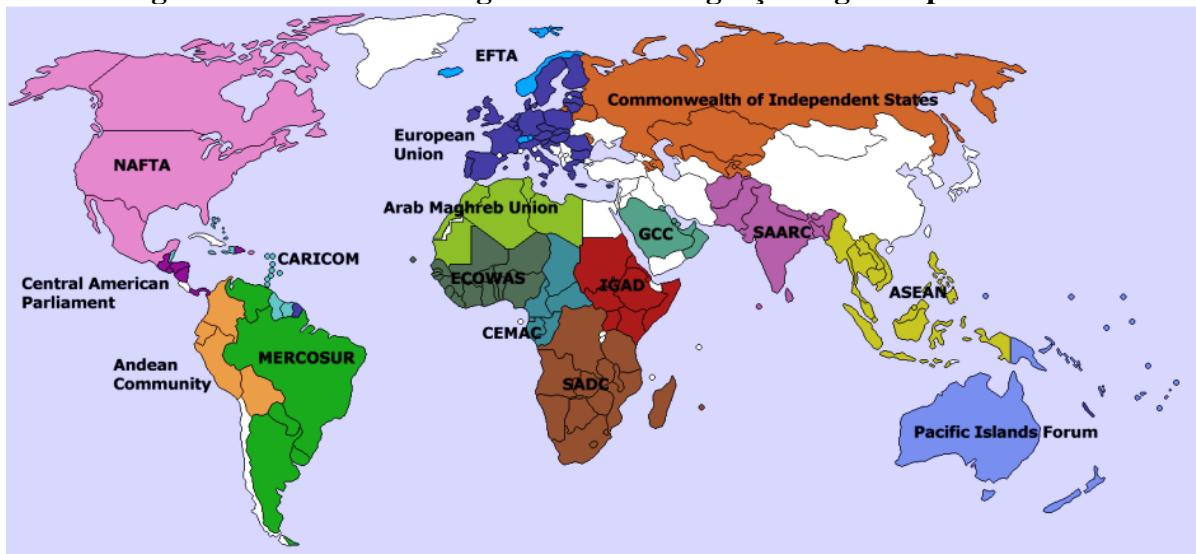 EFTA
Commonwealth of Independent States
European
Union
NAFTA
Arab Maghreb Union
GCC
SAARC
CARICOM
ECOWAS
IGAD
Central American
Parliament
ASEAN
CEMAC
MERCOSUR
Andean
Community
SADC
Pacific Islands Forum